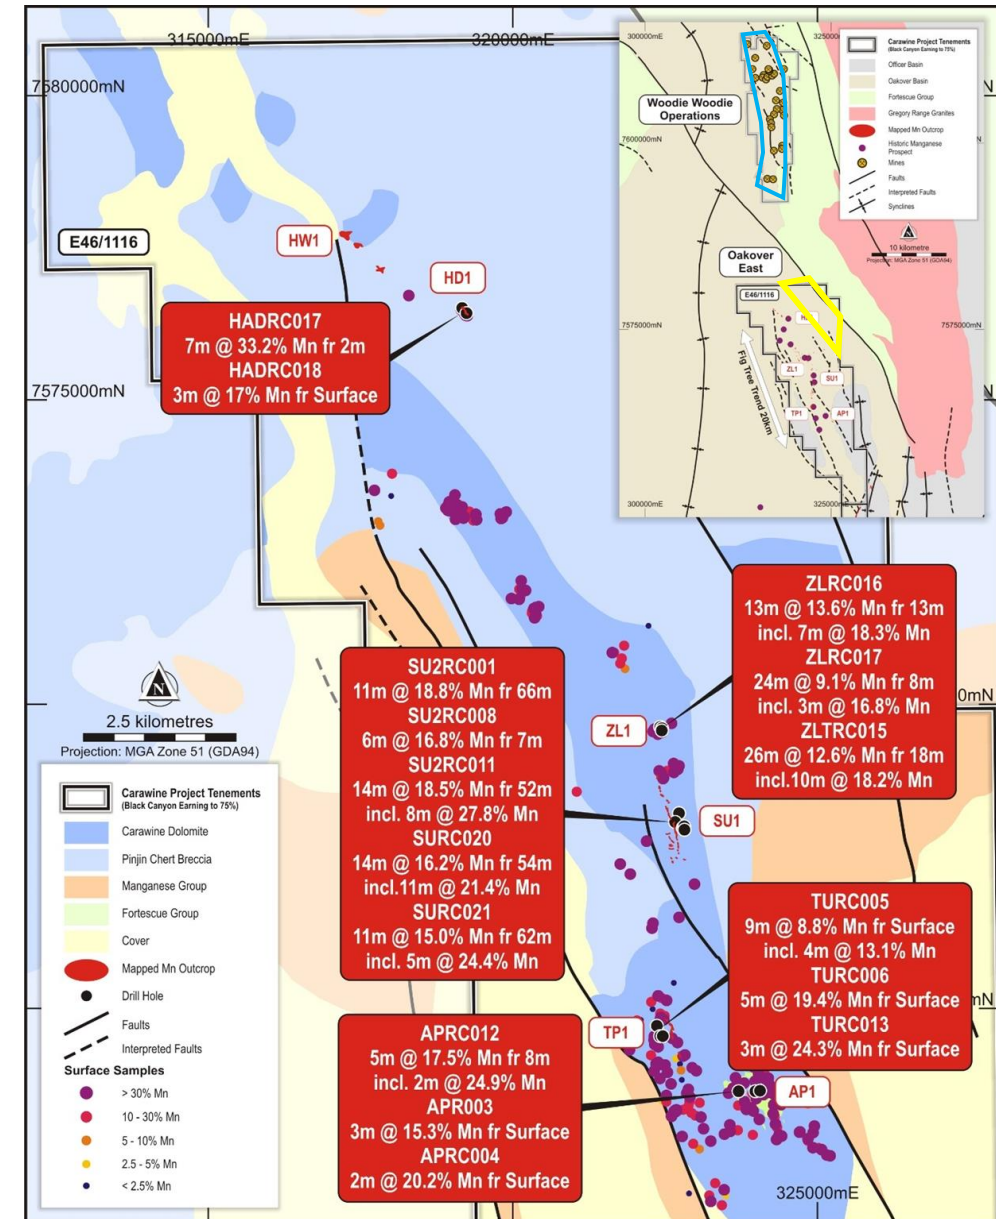 315000mE
320000mE
7580000mN
N
E46/1116
HW1
HD1
HADRC017
7m @ 33.2% Mn fr 2m
HADRC018
3m @ 17% Mn fr Surface
7575000mN
300000mE
Woodie Woodie
Operations
7600000mN
Oakover
East
E46/1116
7575000mN
7575000mN
ZL1
SU1
TP1
AP1
Fig Tree Trend 20km
300000mE
325000mE
Carawine Project Tenements
(Black Canyon Earning to 75%)
Officer Basin
Oakover Basin
Fortescue Group
Gregory Range Granites
Mapped Mn Outcrop
Historic Manganese
Prospect
Mines
Faults
Interpreted Faults
Synclines
N
10 kilometre
Projection: MGA Zone 51 (GDA94)
ZLRC016
13m @ 13.6% Mn fr 13m
incl. 7m @ 18.3% Mn
ZLRC017
24m @ 9.1% Mn fr 8m
incl. 3m @ 16.8% Mn
ZLTRC015
26m @ 12.6% Mn fr 18m
incl.10m @ 18.2% Mn
0mN
SU2RC001
11m @ 18.8% Mn fr 66m
SU2RC008
6m @ 16.8% Mn fr 7m
SU2RC011
14m @ 18.5% Mn fr 52m
incl. 8m @ 27.8% Mn
SURC020
14m @ 16.2% Mn fr 54m
incl.11m @ 21.4% Mn
SURC021
11m @ 15.0% Mn fr 62m
incl. 5m @ 24.4% Mn
ZL1
SU1
N
2.5 kilometres
Projection: MGA Zone 51 (GDA94)
Carawine Project Tenements
(Black Canyon Earning to 75%)
Carawine Dolomite
Pinjin Chert Breccia
Manganese Group
Fortescue Group
Cover
Mapped Mn Outcrop
Drill Hole
Faults
Interpreted Faults
Surface Samples
> 30% Mn
10 - 30% Mn
5 - 10% Mn
2.5 - 5% Mn
< 2.5% Mn
TURC005
9m @ 8.8% Mn fr Surface
incl. 4m @ 13.1% Mn
TURC006
5m @ 19.4% Mn fr Surface
TURC013
3m @ 24.3% Mn fr Surface
mN
TP1
AP1
APRC012
5m @ 17.5% Mn fr 8m
incl. 2m @ 24.9% Mn
APR003
3m @ 15.3% Mn fr Surface
APRC004
2m @ 20.2% Mn fr Surface
325000mE